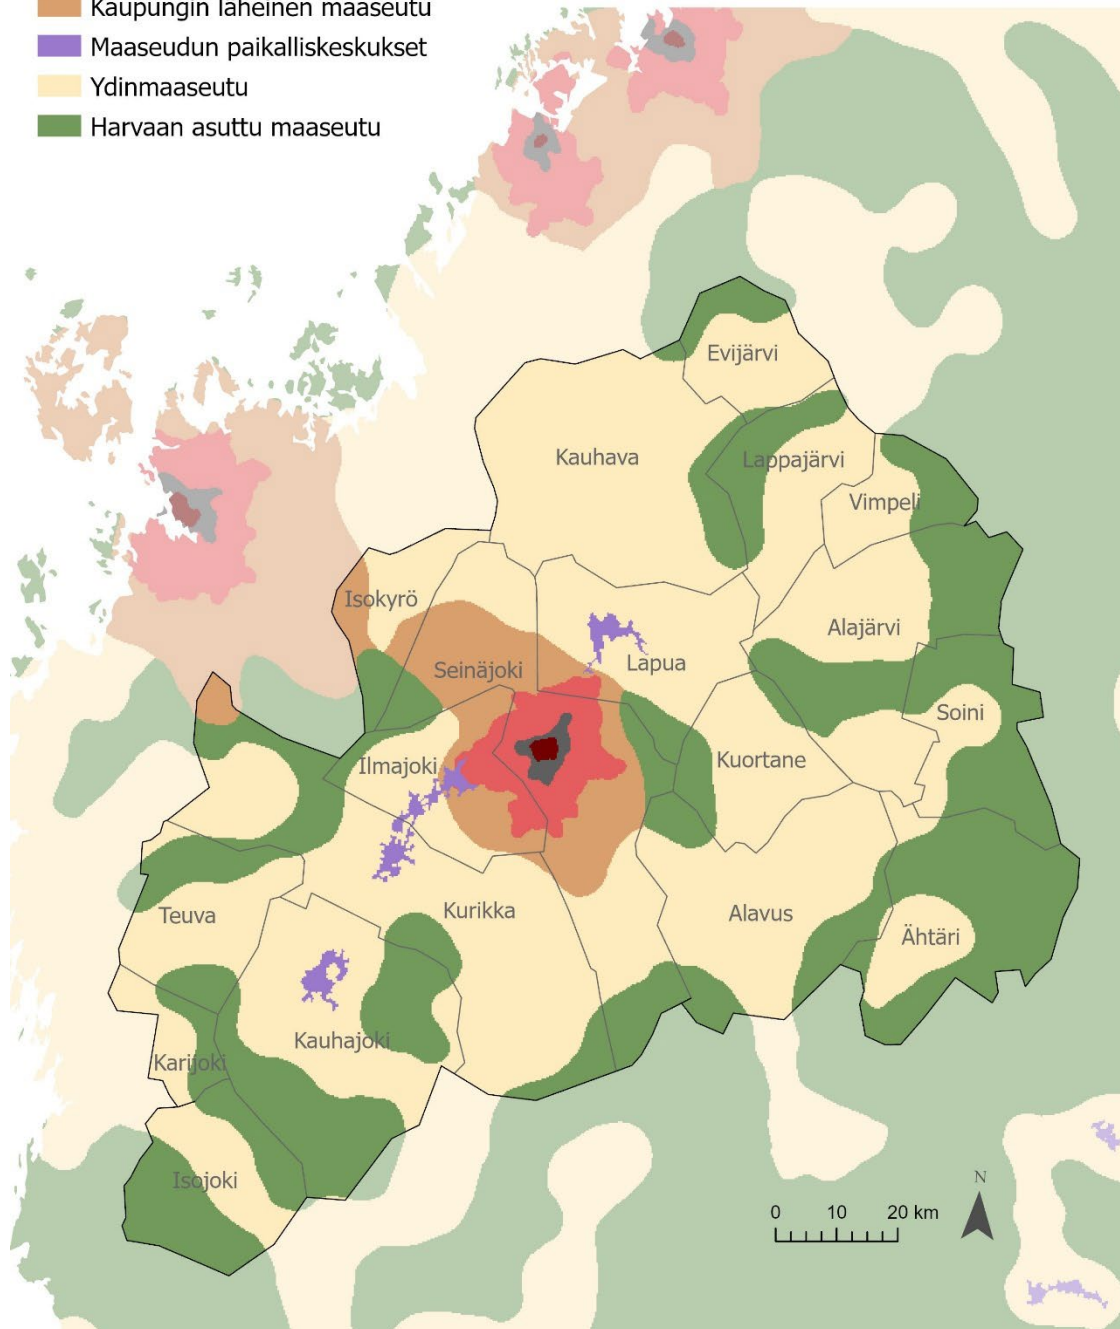 Kaupungin läheinen maaseutu
Maaseudun paikalliskeskukset
Ydinmaaseutu
Harvaan asuttu maaseutu
Evijärvi
Kauhava
Lappajärvi
Vimpeli
Isokyrö
Alajärvi
Seinäjoki
Lapua
Soini
Ilmajoki
Kuortane
Teuva
Kurikka
Alavus
Ähtäri
Kauhajoki
Karijoki
Isojoki
N
0 10 20 km